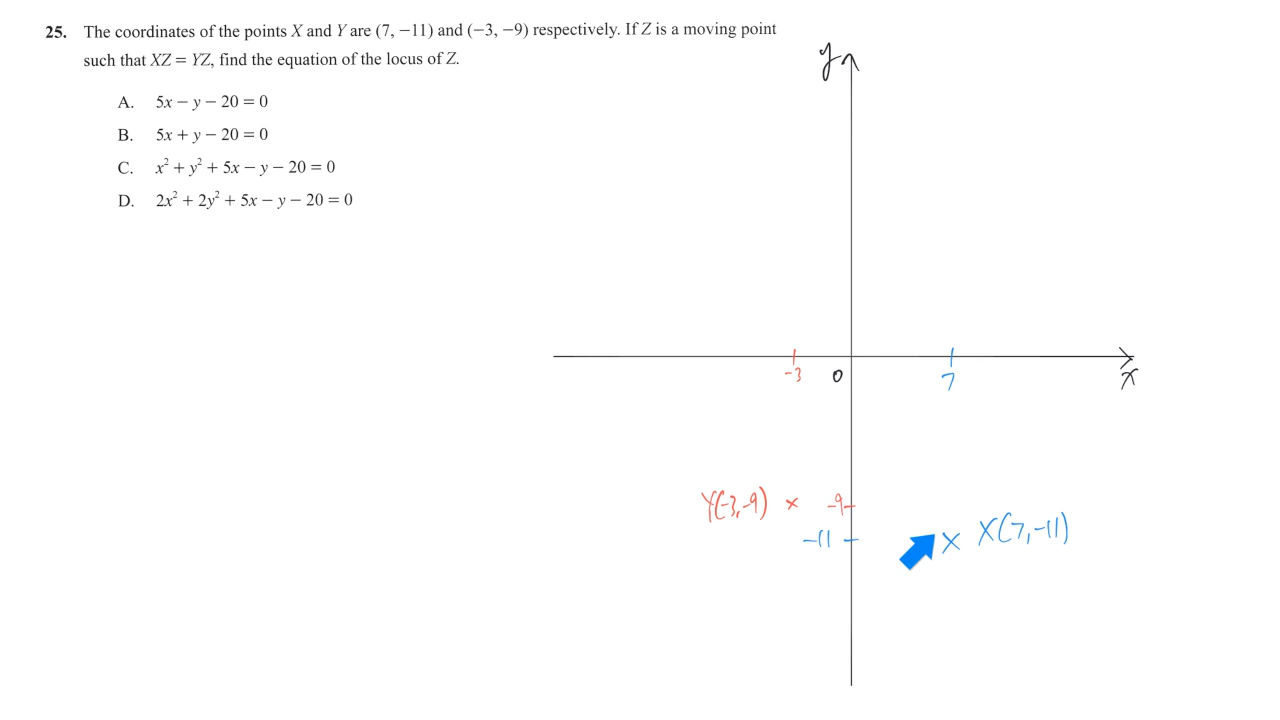 25. The coordinates of the points X and Y are (7, −11) and (−3, −9) respectively. If Z is a moving point
such that XZ = YZ, find the equation of the locus of Z.
A. 5x − y − 20 = 0
B. 5x + y − 20 = 0
C. x² + y² + 5x − y − 20 = 0
D. 2x² + 2y² + 5x − y − 20 = 0
y
-3 0 7 x
Y(-3,-9) × -9
-11 × X(7,-11)